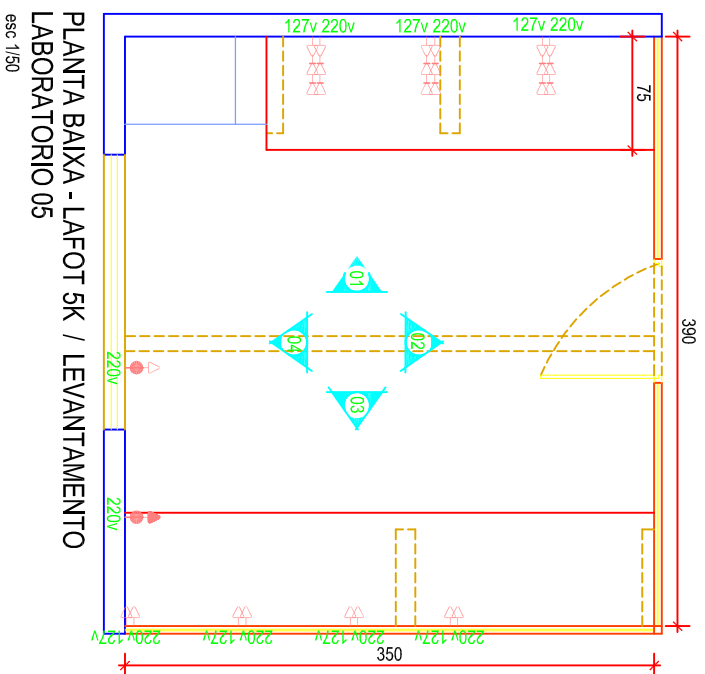 127v 220v
127v 220v
127v 220v
75
390
01
04
02
03
220v
220v
220v 127v
220v 127v
220v 127v
220v 127v
350
PLANTA BAIXA - LAFOT 5K / LEVANTAMENTO
LABORATORIO 05
esc 1/50